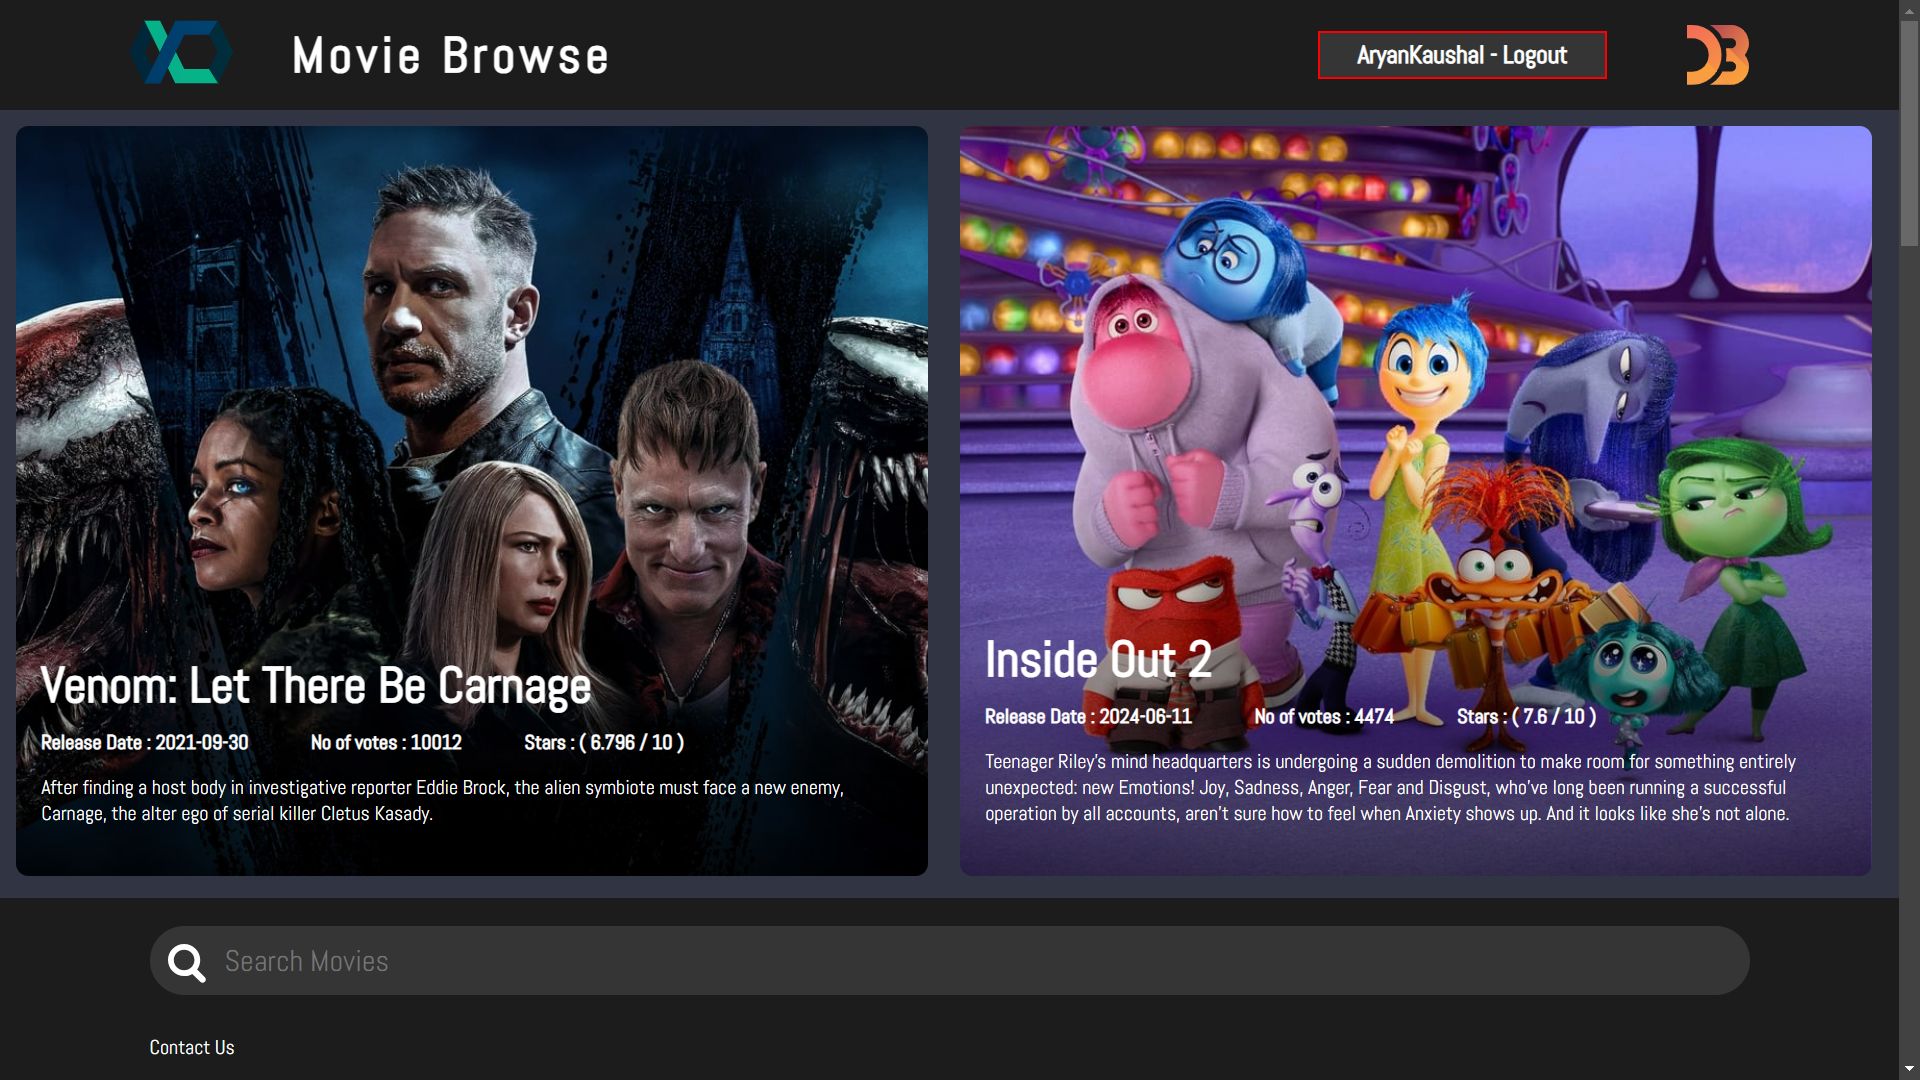 Movie Browse
AryanKaushal - Logout
Venom: Let There Be Carnage
Release Date : 2021-09-30 No of votes : 10012 Stars : ( 6.796 / 10 )
After finding a host body in investigative reporter Eddie Brock, the alien symbiote must face a new enemy,
Carnage, the alter ego of serial killer Cletus Kasady.
Inside Out 2
Release Date : 2024-06-11 No of votes : 4474 Stars : ( 7.6 / 10 )
Teenager Riley's mind headquarters is undergoing a sudden demolition to make room for something entirely
unexpected: new Emotions! Joy, Sadness, Anger, Fear and Disgust, who've long been running a successful
operation by all accounts, aren't sure how to feel when Anxiety shows up. And it looks like she's not alone.
Search Movies
Contact Us